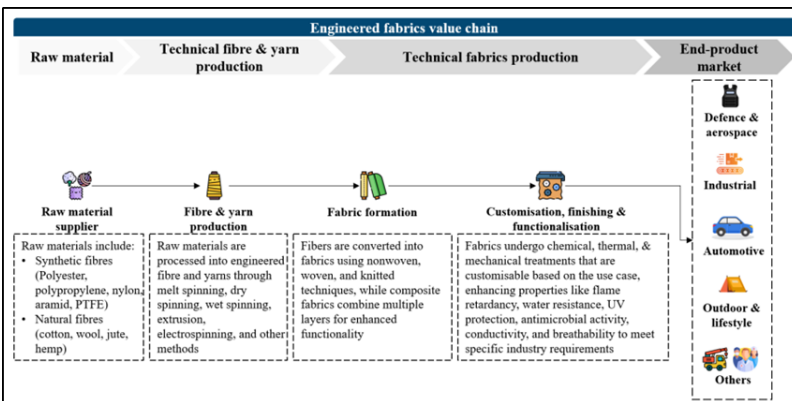 Engineered fabrics value chain
Raw material
Technical fibre & yarn
production
Technical fabrics production
End-product
market
Raw material
supplier
Raw materials include:
• Synthetic fibres
(Polyester,
polypropylene, nylon,
aramid, PTFE)
• Natural fibres
(cotton, wool, jute,
hemp)
Fibre & yarn
production
Raw materials are
processed into engineered
fibre and yarns through
melt spinning, dry
spinning, wet spinning,
extrusion,
electrospinning, and other
methods
Fabric formation
Fibers are converted into
fabrics using nonwoven,
woven, and knitted
techniques, while composite
fabrics combine multiple
layers for enhanced
functionality
Customisation, finishing &
functionalisation
Fabrics undergo chemical, thermal, &
mechanical treatments that are
customisable based on the use case,
enhancing properties like flame
retardancy, water resistance, UV
protection, antimicrobial activity,
conductivity, and breathability to meet
specific industry requirements
Defence &
aerospace
Industrial
Automotive
Outdoor &
lifestyle
Others